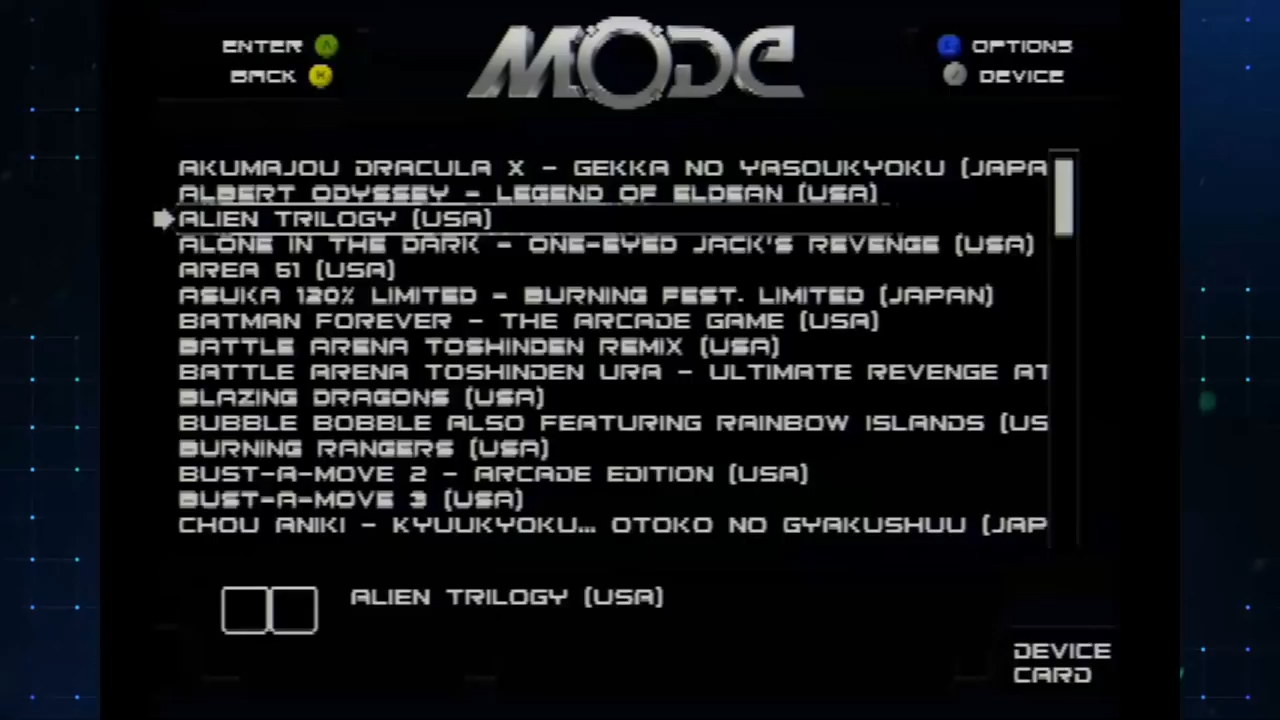 ENTER A
BACK
MODE
OPTIONS
DEVICE
AKUMAJOU DRACULA X - GEKKA NO YASOUKYOKU (JAPA
ALBERT ODYSSEY - LEGEND OF ELDEAN (USA)
ALIEN TRILOGY (USA)
ALONE IN THE DARK - ONE-EYED JACK'S REVENGE (USA)
AREA 51 (USA)
ASUKA 120% LIMITED - BURNING FEST. LIMITED (JAPAN)
BATMAN FOREVER - THE ARCADE GAME (USA)
BATTLE ARENA TOSHINDEN REMIX (USA)
BATTLE ARENA TOSHINDEN URA - ULTIMATE REVENGE AT
BLAZING DRAGONS (USA)
BUBBLE BOBBLE ALSO FEATURING RAINBOW ISLANDS (US
BURNING RANGERS (USA)
BUST-A-MOVE 2 - ARCADE EDITION (USA)
BUST-A-MOVE 3 (USA)
CHOU ANIKI - KYUUKYOKU... OTOKO NO GYAKUSHUU (JAP
ALIEN TRILOGY (USA)
DEVICE
CARD